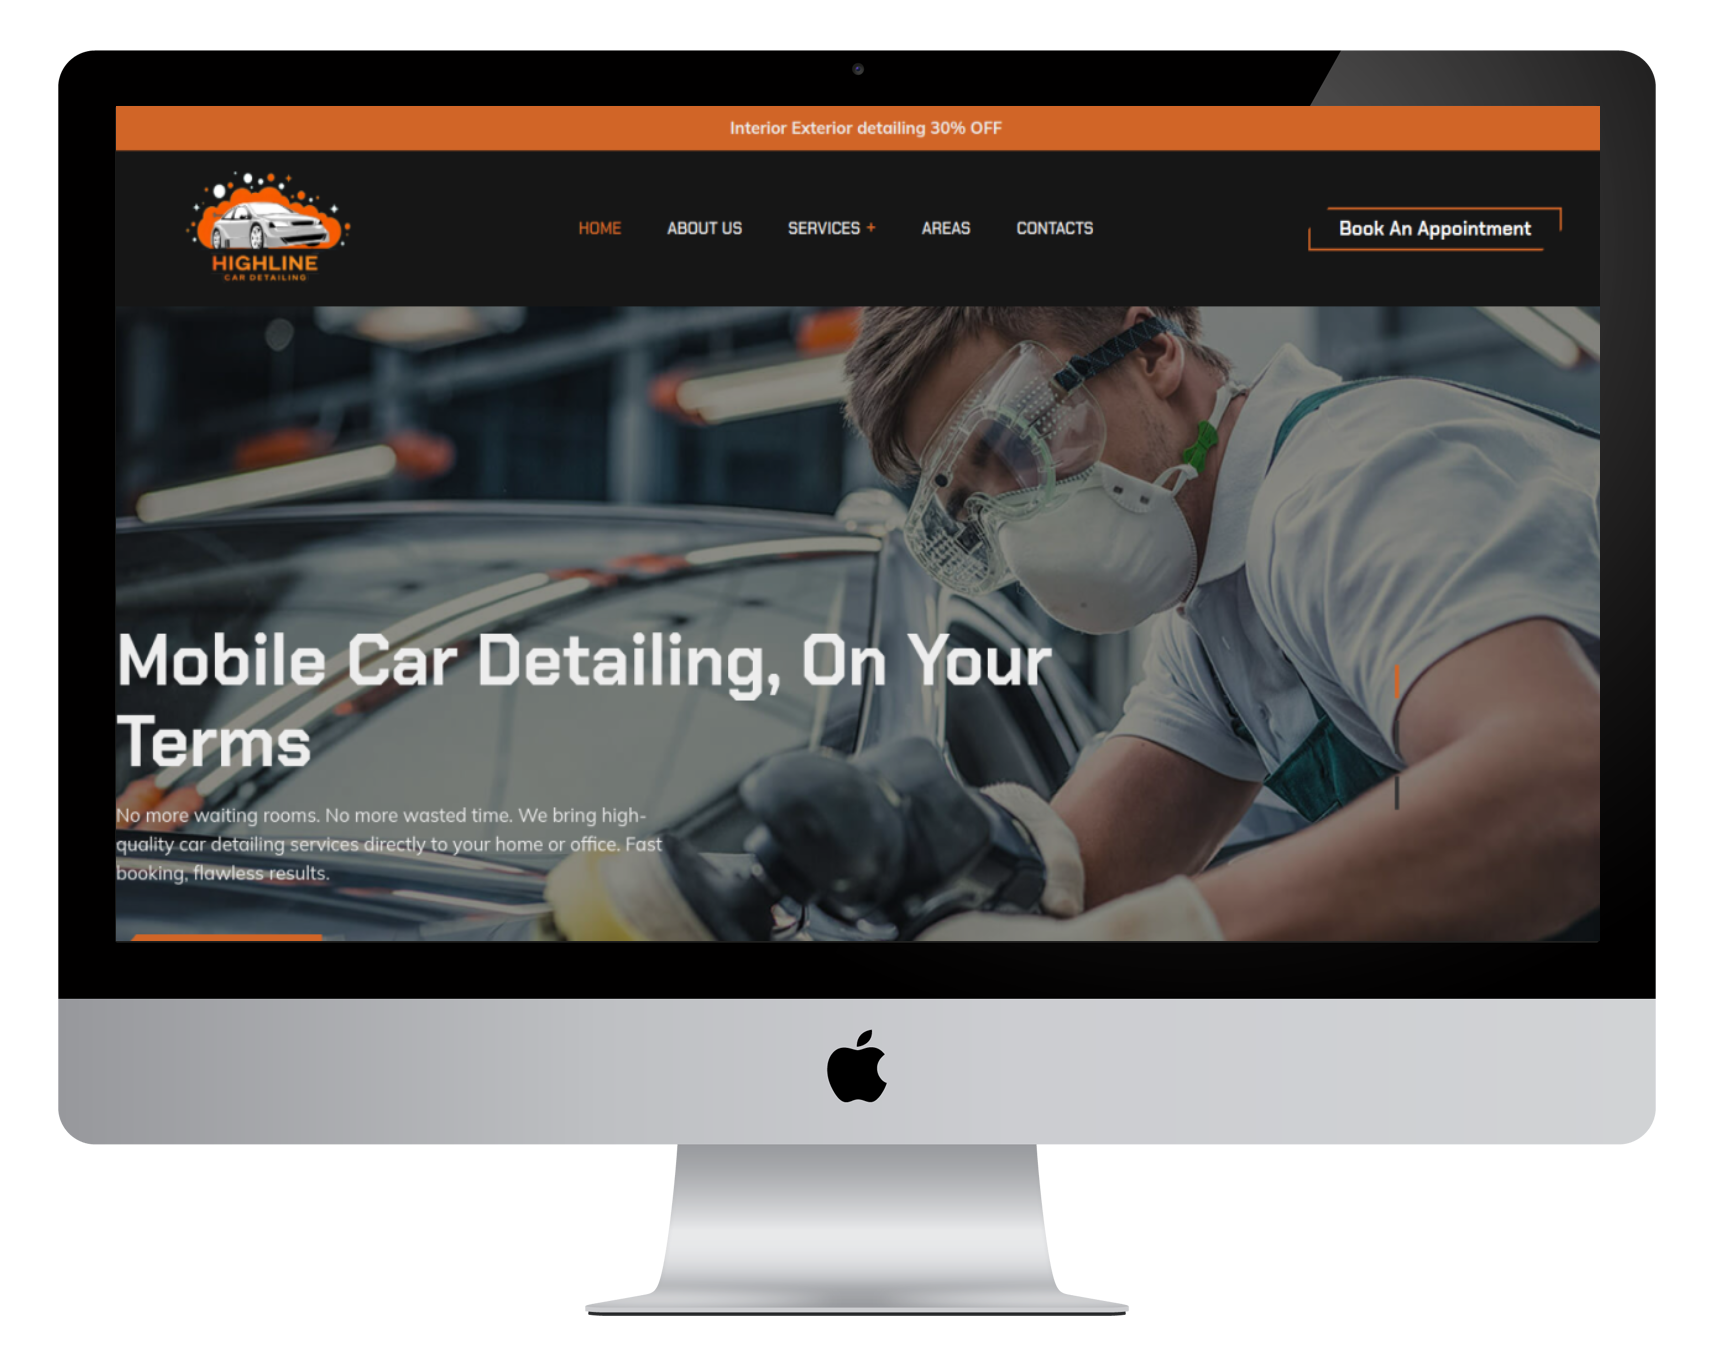 Interior Exterior detailing 30% OFF
HIGHLINE
CAR DETAILING
HOME ABOUT US SERVICES + AREAS CONTACTS
Book An Appointment
Mobile Car Detailing, On Your
Terms
No more waiting rooms. No more wasted time. We bring high-
quality car detailing services directly to your home or office. Fast
booking, flawless results.